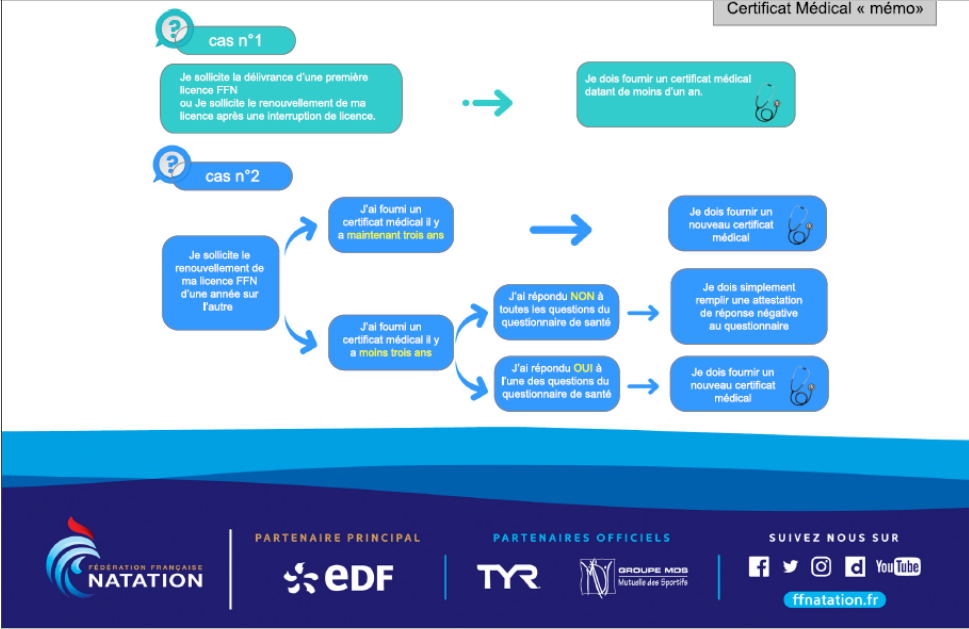 Certificat Médical « mémo»
?
cas n°1
Je sollicite la délivrance d'une première
licence FFN
ou Je sollicite le renouvellement de ma
licence après une interruption de licence.
Je dois fournir un certificat médical
datant de moins d'un an.
?
cas n°2
Je sollicite le
renouvellement de
ma licence FFN
d'une année sur
l'autre
J'ai fourni un
certificat médical il y
a maintenant trois ans
Je dois fournir un
nouveau certificat
médical
J'ai fourni un
certificat médical il y
a moins trois ans
J'ai répondu NON à
toutes les questions du
questionnaire de santé
Je dois simplement
remplir une attestation
de réponse négative
au questionnaire
J'ai répondu OUI à
l'une des questions du
questionnaire de santé
Je dois fournir un
nouveau certificat
médical
FÉDÉRATION FRANÇAISE
NATATION
PARTENAIRE PRINCIPAL
eDF
PARTENAIRES OFFICIELS
TYR
GROUPE MDS
Mutuelle des Sportifs
SUIVEZ NOUS SUR
f
d
YouTube
ffnatation.fr